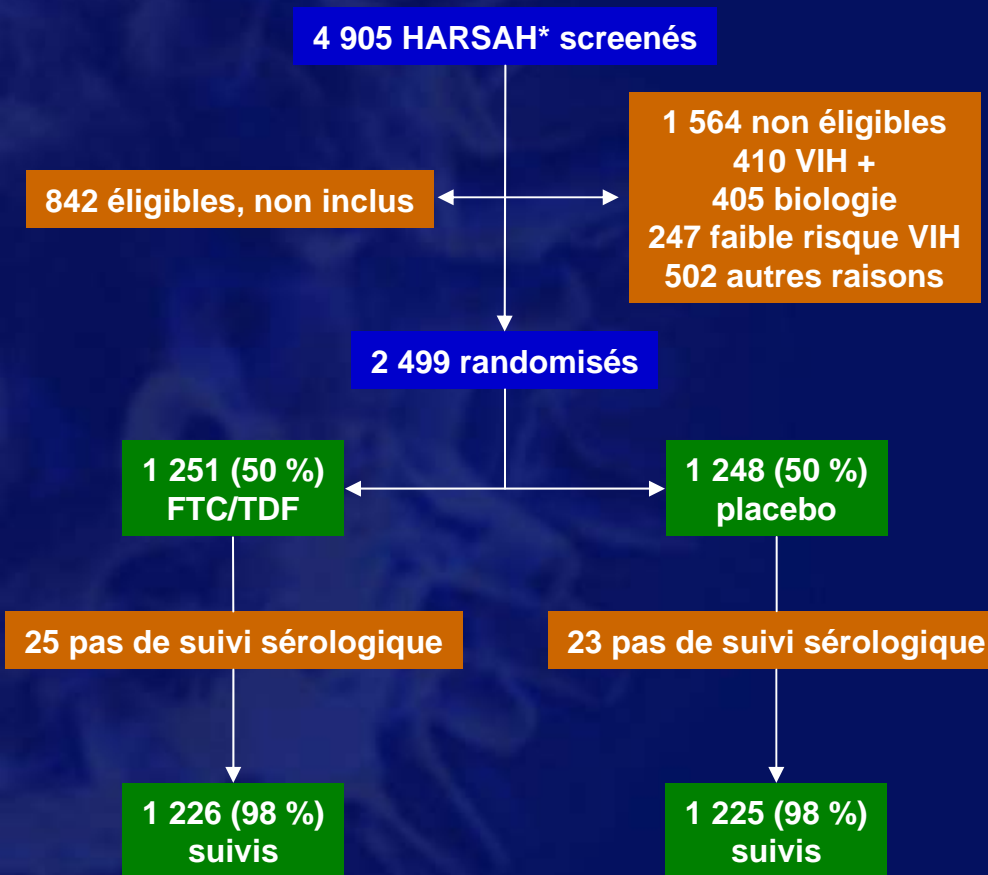 4 905 HARSAH* screenés
1 564 non éligibles
410 VIH +
405 biologie
247 faible risque VIH
502 autres raisons
842 éligibles, non inclus
2 499 randomisés
1 251 (50 %)
FTC/TDF
1 248 (50 %)
placebo
25 pas de suivi sérologique
23 pas de suivi sérologique
1 226 (98 %)
suivis
1 225 (98 %)
suivis